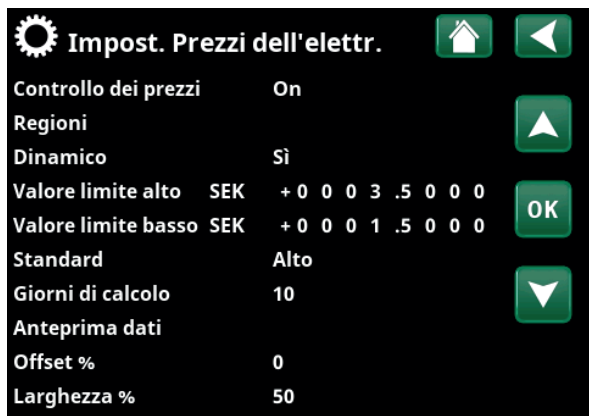 Impost. Prezzi dell'elettr.
Controllo dei prezzi On
Regioni
Dinamico Sì
Valore limite alto SEK + 0 0 0 3 .5 0 0 0
Valore limite basso SEK + 0 0 0 1 .5 0 0 0
OK
Standard Alto
Giorni di calcolo 10
Anteprima dati
Offset % 0
Larghezza % 50